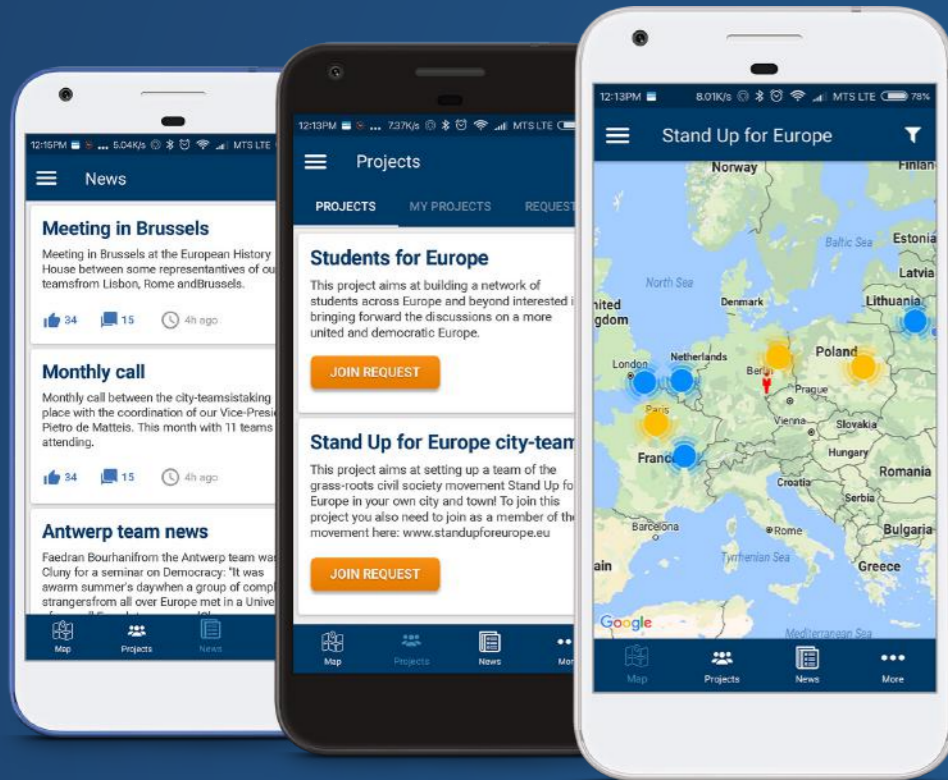 12:15PM ... 5.04K/s MTS LTE
News
Meeting in Brussels
Meeting in Brussels at the European History
House between some representantives of ou
teamsfrom Lisbon, Rome andBrussels.
34 15 4h ago
Monthly call
Monthly call between the city-teamsistaking
place with the coordination of our Vice-Presi
Pietro de Matteis. This month with 11 teams
attending.
34 15 4h ago
Antwerp team news
Faedran Bourhanifrom the Antwerp team wa
Cluny for a seminar on Democracy: "It was
awarm summer's daywhen a group of compl
strangersfrom all over Europe met in a Unive
Map Projects News
12:13PM ... 7.37K/s MTS LTE
Projects
PROJECTS MY PROJECTS REQUEST
Students for Europe
This project aims at building a network of
students across Europe and beyond interested i
bringing forward the discussions on a more
united and democratic Europe.
JOIN REQUEST
Stand Up for Europe city-team
This project aims at setting up a team of the
grass-roots civil society movement Stand Up fo
Europe in your own city and town! To join this
project you also need to join as a member of the
movement here: www.standupforeurope.eu
JOIN REQUEST
Map Projects News Mor
12:13PM 8.01K/s MTS LTE 78%
Stand Up for Europe
Norway
Finlan
Estonia
Baltic Sea
Latvia
North Sea
Denmark
Lithuania
nited
gdom
London
Netherlands
Berlin
Poland
Prague
Paris
Vienna
Slovakia
France
Hungary
Croatia
Romania
Serbia
Barcelona
Rome
Bulgaria
ain
Tyrrhenian Sea
Greece
Google
Mediterranean Sea
Map Projects News More